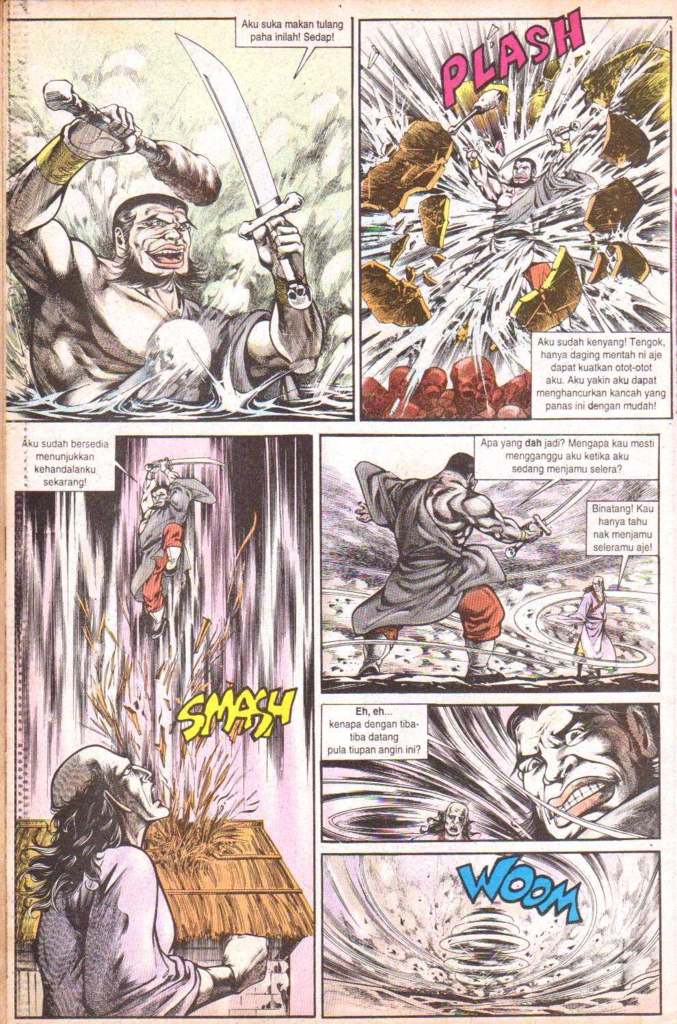 Aku suka makan tulang
paha inilah! Sedap!
PLASH
Aku sudah kenyang! Tengok,
hanya daging mentah ni aje
dapat kuatkan otot-otot
aku. Aku yakin aku dapat
menghancurkan kancah yang
panas ini dengan mudah!
Aku sudah bersedia
menunjukkan
kehandalanku
sekarang!
SMASH
Apa yang dah jadi? Mengapa kau mesti
mengganggu aku ketika aku
sedang menjamu selera?
Binatang! Kau
hanya tahu
nak menjamu
seleramu aje!
Eh, eh...
kenapa dengan tiba-
tiba datang
pula tiupan angin ini?
WOOM